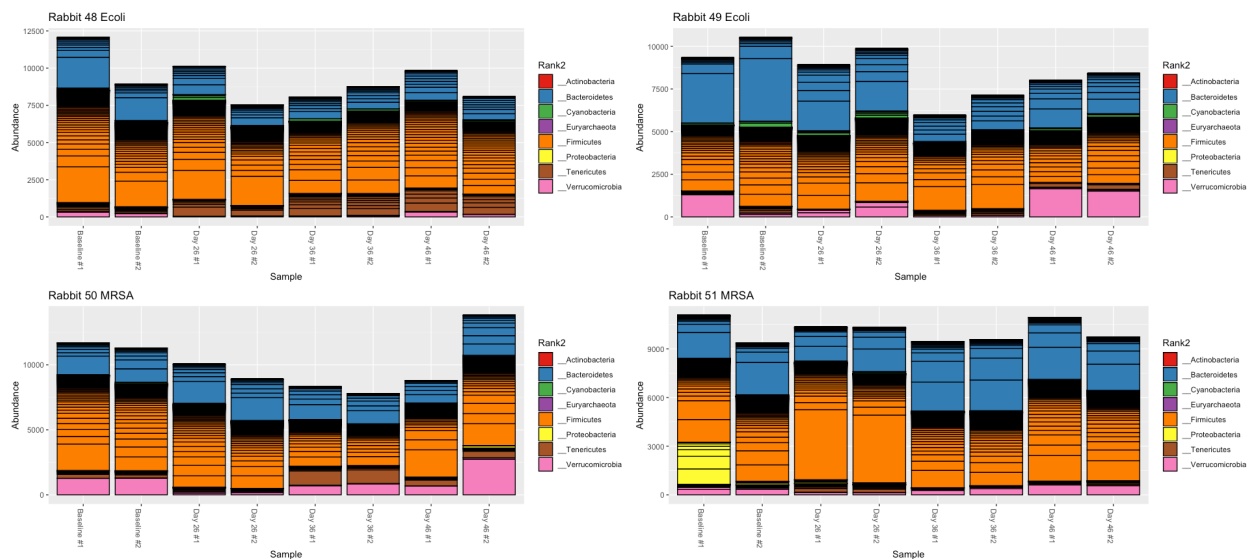 Rabbit 48 Ecoli
12500
10000
7500
5000
2500
0
Abundance
Baseline #1
Baseline #2
Day 26 #1
Day 26 #2
Day 36 #1
Day 36 #2
Day 46 #1
Day 46 #2
Sample
Rank2
__Actinobacteria
__Bacteroidetes
__Cyanobacteria
__Euryarchaeota
__Firmicutes
__Proteobacteria
__Tenericutes
__Verrucomicrobia
Rabbit 49 Ecoli
10000
7500
5000
2500
0
Abundance
Baseline #1
Baseline #2
Day 26 #1
Day 26 #2
Day 36 #1
Day 36 #2
Day 46 #1
Day 46 #2
Sample
Rank2
__Actinobacteria
__Bacteroidetes
__Cyanobacteria
__Euryarchaeota
__Firmicutes
__Proteobacteria
__Tenericutes
__Verrucomicrobia
Rabbit 50 MRSA
10000
5000
0
Abundance
Baseline #1
Baseline #2
Day 26 #1
Day 26 #2
Day 36 #1
Day 36 #2
Day 46 #1
Day 46 #2
Sample
Rank2
__Actinobacteria
__Bacteroidetes
__Cyanobacteria
__Euryarchaeota
__Firmicutes
__Proteobacteria
__Tenericutes
__Verrucomicrobia
Rabbit 51 MRSA
9000
6000
3000
0
Abundance
Baseline #1
Baseline #2
Day 26 #1
Day 26 #2
Day 36 #1
Day 36 #2
Day 46 #1
Day 46 #2
Sample
Rank2
__Actinobacteria
__Bacteroidetes
__Cyanobacteria
__Euryarchaeota
__Firmicutes
__Proteobacteria
__Tenericutes
__Verrucomicrobia